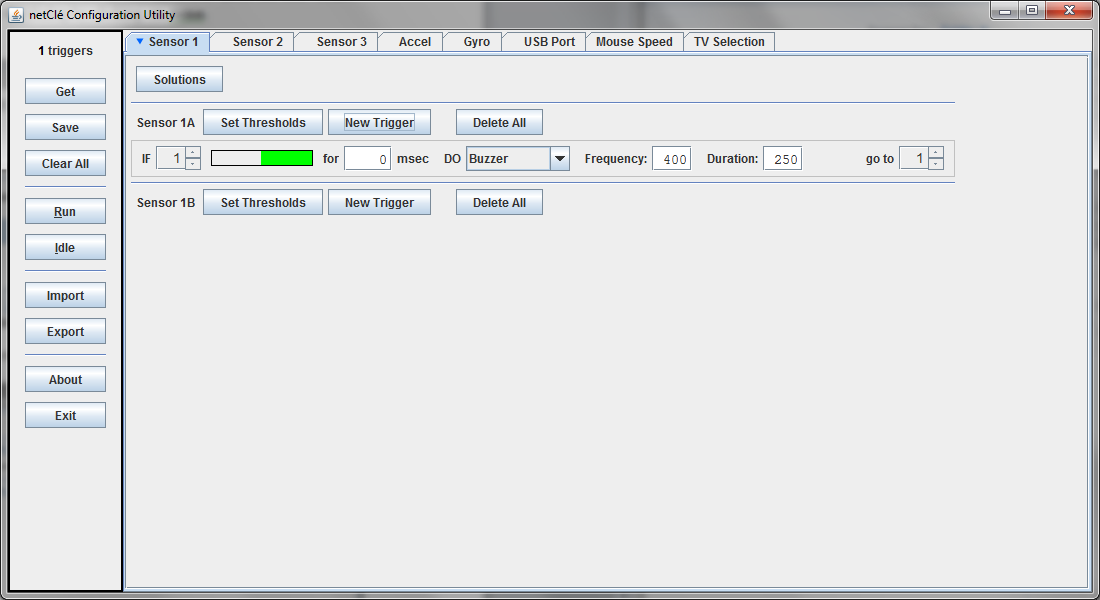 netClé Configuration Utility
1 triggers
Get
Save
Clear All
Run
Idle
Import
Export
About
Exit
Sensor 1 Sensor 2 Sensor 3 Accel Gyro USB Port Mouse Speed TV Selection
Solutions
Sensor 1A Set Thresholds New Trigger Delete All
IF 1 for 0 msec DO Buzzer Frequency: 400 Duration: 250 go to 1
Sensor 1B Set Thresholds New Trigger Delete All